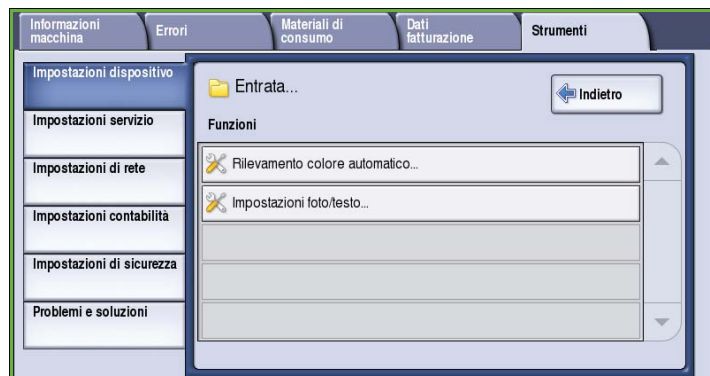 Informazioni
macchina
Errori
Materiali di
consumo
Dati
fatturazione
Strumenti
Impostazioni dispositivo
Impostazioni servizio
Impostazioni di rete
Impostazioni contabilità
Impostazioni di sicurezza
Problemi e soluzioni
Entrata...
Indietro
Funzioni
Rilevamento colore automatico...
Impostazioni foto/testo...